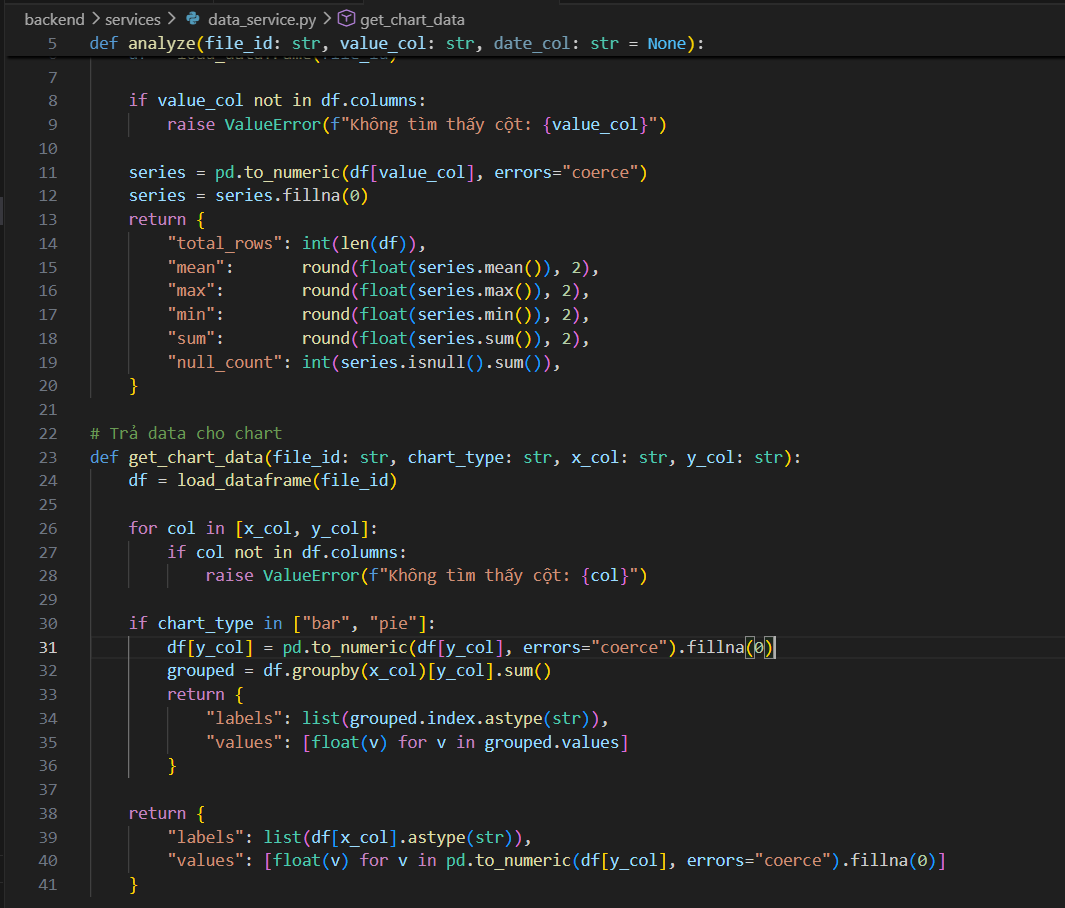 backend > services > data_service.py > get_chart_data
5 def analyze(file_id: str, value_col: str, date_col: str = None):
7
8 if value_col not in df.columns:
9 raise ValueError(f"Không tìm thấy cột: {value_col}")
10
11 series = pd.to_numeric(df[value_col], errors="coerce")
12 series = series.fillna(0)
13 return {
14 "total_rows": int(len(df)),
15 "mean": round(float(series.mean()), 2),
16 "max": round(float(series.max()), 2),
17 "min": round(float(series.min()), 2),
18 "sum": round(float(series.sum()), 2),
19 "null_count": int(series.isnull().sum()),
20 }
21
22 # Trả data cho chart
23 def get_chart_data(file_id: str, chart_type: str, x_col: str, y_col: str):
24 df = load_dataframe(file_id)
25
26 for col in [x_col, y_col]:
27 if col not in df.columns:
28 raise ValueError(f"Không tìm thấy cột: {col}")
29
30 if chart_type in ["bar", "pie"]:
31 df[y_col] = pd.to_numeric(df[y_col], errors="coerce").fillna(0)
32 grouped = df.groupby(x_col)[y_col].sum()
33 return {
34 "labels": list(grouped.index.astype(str)),
35 "values": [float(v) for v in grouped.values]
36 }
37
38 return {
39 "labels": list(df[x_col].astype(str)),
40 "values": [float(v) for v in pd.to_numeric(df[y_col], errors="coerce").fillna(0)]
41 }